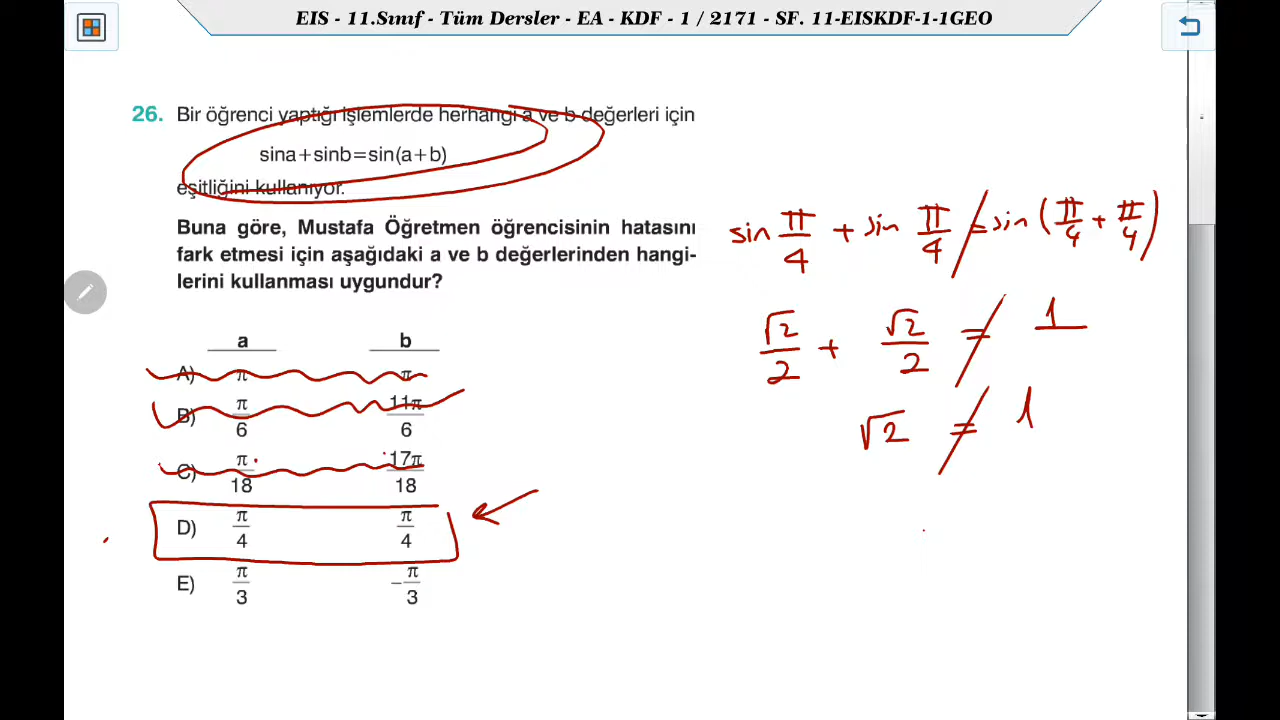 EIS - 11.Sınıf - Tüm Dersler - EA - KDF - 1 / 2171 - SF. 11-EISKDF-1-1GEO
26. Bir öğrenci yaptığı işlemlerde herhangi a ve b değerleri için
sina+sinb=sin(a+b)
eşitliğini kullanıyor.
Buna göre, Mustafa Öğretmen öğrencisinin hatasını
fark etmesi için aşağıdaki a ve b değerlerinden hangi-
lerini kullanması uygundur?
a b
A) π π
B) π/6 11π/6
C) π/18 17π/18
D) π/4 π/4
E) π/3 -π/3
sin π/4 + sin π/4 ≠ sin (π/4 + π/4)
√2/2 + √2/2 ≠ 1
√2 ≠ 1